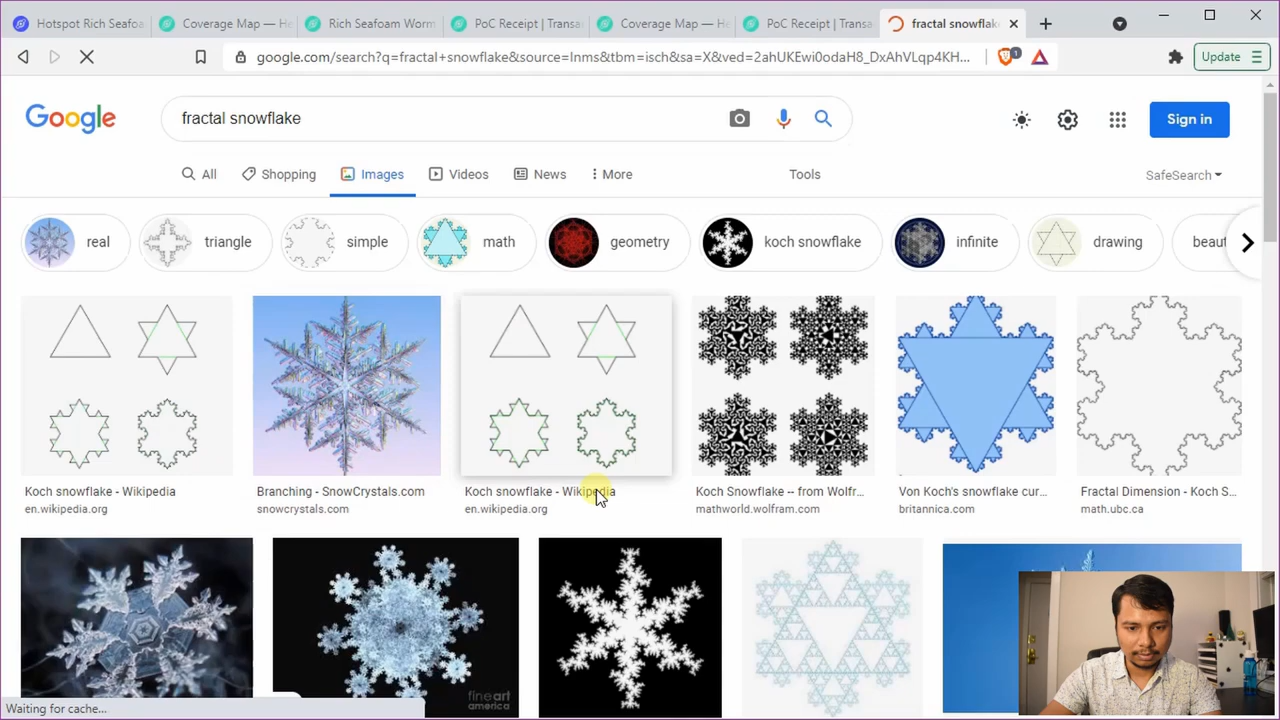 Hotspot Rich Seafoa
Coverage Map — He
Rich Seafoam Worm
PoC Receipt | Transa
Coverage Map — He
PoC Receipt | Transa
fractal snowflake
google.com/search?q=fractal+snowflake&source=lnms&tbm=isch&sa=X&ved=2ahUKEwi0odaH8_DxAhVLqp4KH...
1
Update
Google
fractal snowflake
Sign in
All
Shopping
Images
Videos
News
More
Tools
SafeSearch
real
triangle
simple
math
geometry
koch snowflake
infinite
drawing
beaut
Koch snowflake - Wikipedia
en.wikipedia.org
Branching - SnowCrystals.com
snowcrystals.com
Koch snowflake - Wikipedia
en.wikipedia.org
Koch Snowflake -- from Wolfr...
mathworld.wolfram.com
Von Koch's snowflake cur...
britannica.com
Fractal Dimension - Koch S...
math.ubc.ca
fineart
america
Waiting for cache...